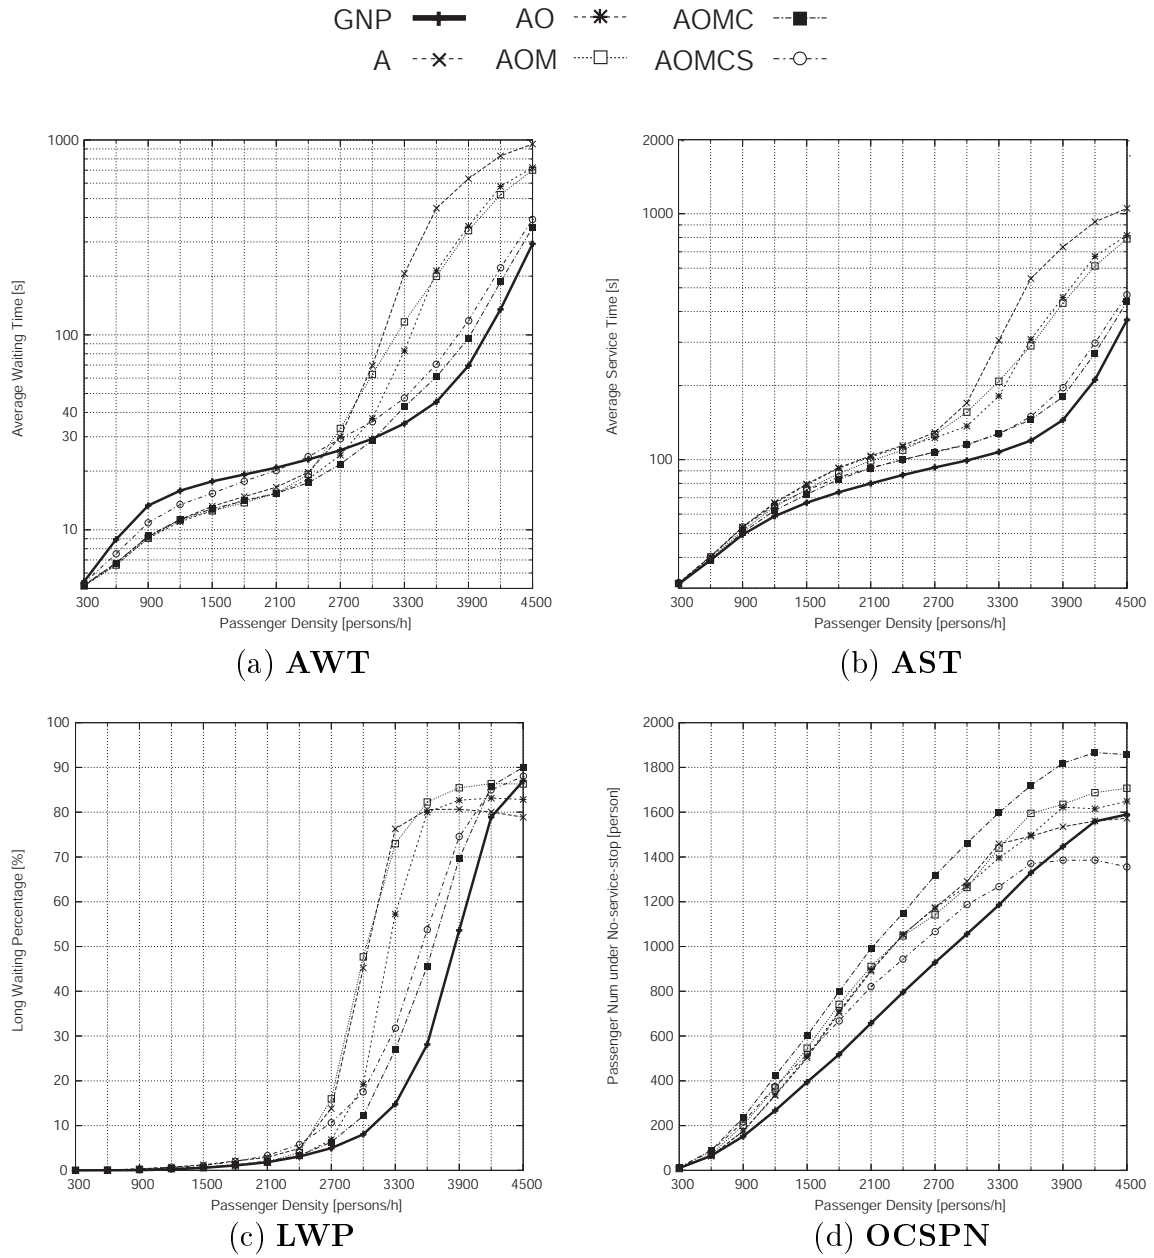 GNP AO AOMC
A AOM AOMCS
1000
100
40
30
10
300 900 1500 2100 2700 3300 3900 4500
Average Waiting Time [s]
Passenger Density [persons/h]
(a) AWT
2000
1000
200
100
300 900 1500 2100 2700 3300 3900 4500
Average Service Time [s]
Passenger Density [persons/h]
(b) AST
100
90
80
70
60
50
40
30
20
10
0
300 900 1500 2100 2700 3300 3900 4500
Long Waiting Percentage [%]
Passenger Density [persons/h]
(c) LWP
2000
1800
1600
1400
1200
1000
800
600
400
200
0
300 900 1500 2100 2700 3300 3900 4500
Passenger Num under No-service-stop [person]
Passenger Density [persons/h]
(d) OCSPN